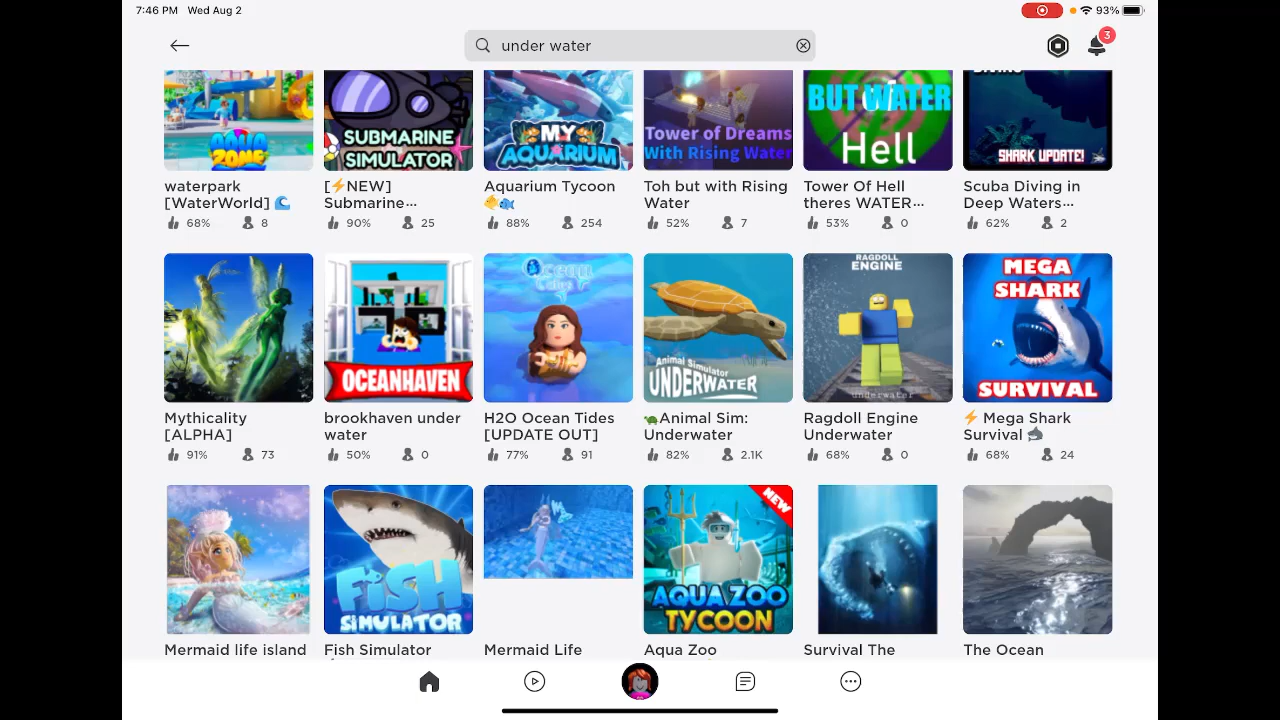 7:46 PM Wed Aug 2
93%
under water
3
AQUA
ZONE
SUBMARINE
SIMULATOR
MY
AQUARIUM
Tower of Dreams
With Rising Water
BUT WATER
Hell
DIVING
SHARK UPDATE!
waterpark
[WaterWorld] 🌊
68% 8
[⚡NEW]
Submarine...
90% 25
Aquarium Tycoon
🐠🐟
88% 254
Toh but with Rising
Water
52% 7
Tower Of Hell
theres WATER...
53% 0
Scuba Diving in
Deep Waters...
62% 2
OCEANHAVEN
Ocean
Tides
Animal Simulator
UNDERWATER
RAGDOLL
ENGINE
underwater
MEGA
SHARK
SURVIVAL
Mythicality
[ALPHA]
91% 73
brookhaven under
water
50% 0
H2O Ocean Tides
[UPDATE OUT]
77% 91
🐢Animal Sim:
Underwater
82% 2.1K
Ragdoll Engine
Underwater
68% 0
⚡ Mega Shark
Survival 🦈
68% 24
FISH
SIMULATOR
NEW
AQUA ZOO
TYCOON
Mermaid life island
Fish Simulator
Mermaid Life
Aqua Zoo
Survival The
The Ocean